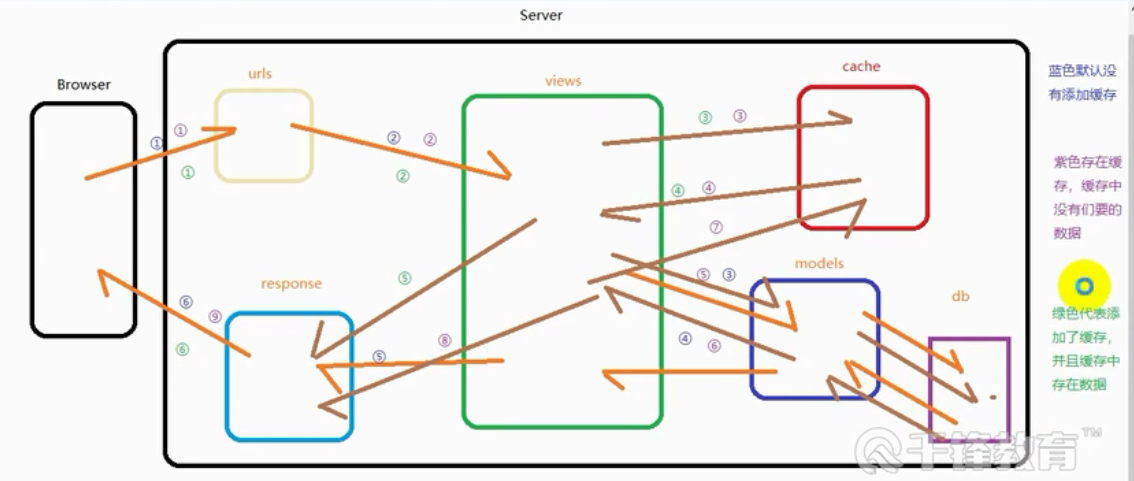 Server
Browser
urls
views
cache
蓝色默认没
有添加缓存
① ①
①
② ②
②
③ ③
④ ④
紫色存在缓
存，缓存中
没有们要的
数据
⑦
models
⑤ ③
response
⑤
db
⑥ ⑨
⑥
⑤
⑧
④ ⑥
绿色代表添
加了缓存，
并且缓存中
存在数据
千锋教育™